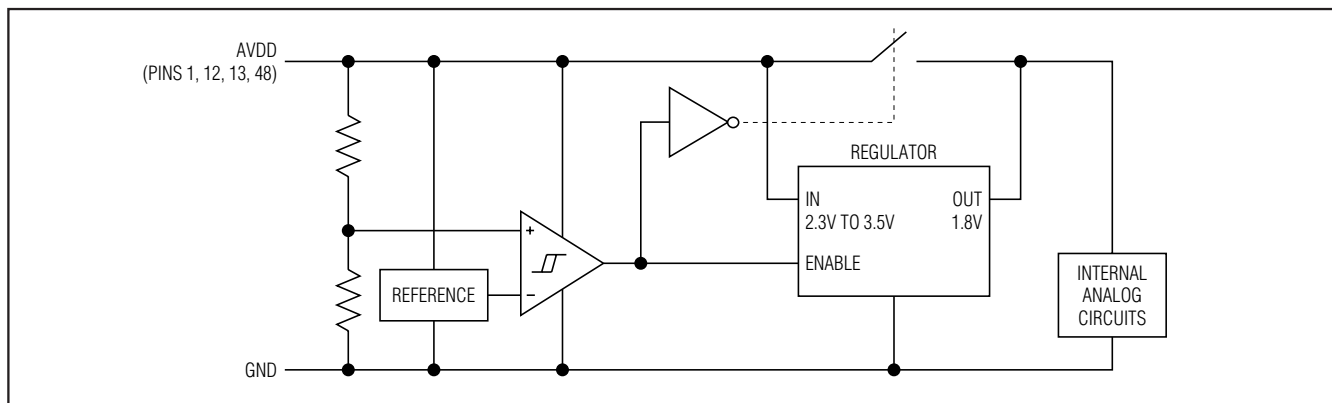 AVDD
(PINS 1, 12, 13, 48)
REGULATOR
IN
2.3V TO 3.5V
OUT
1.8V
ENABLE
+
−
REFERENCE
INTERNAL
ANALOG
CIRCUITS
GND